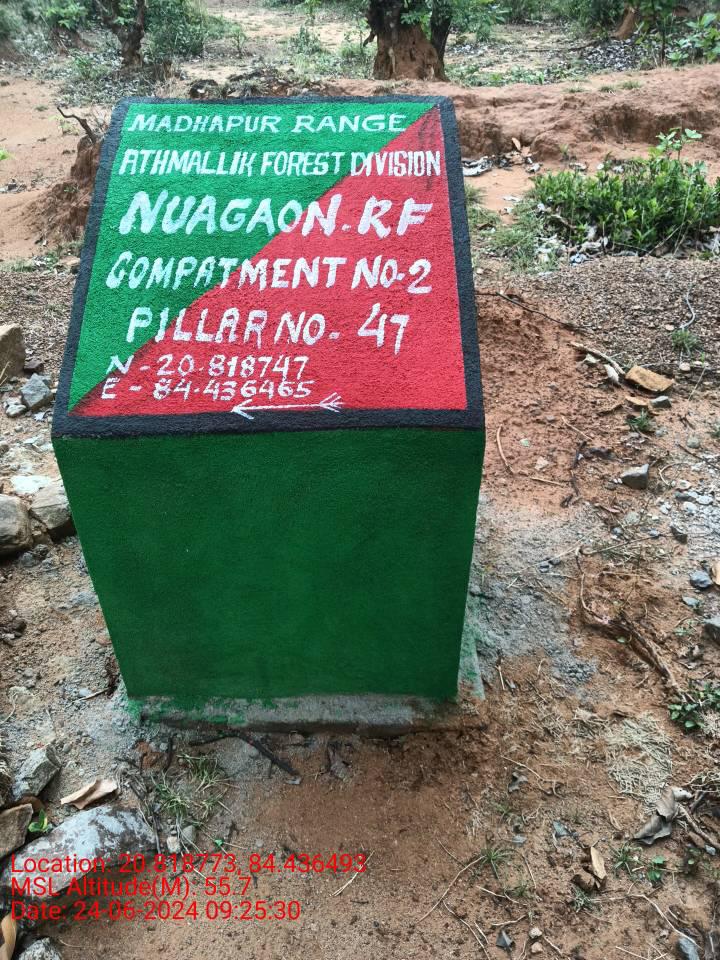 MADHAPUR RANGE
ATHMALLIK FOREST DIVISION
NUAGAON.RF
COMPATMENT NO.2
PILLAR NO- 47
N - 20.818747
E - 84.436465
Location: 20.818773, 84.436493
MSL Altitude(M). 55.7
Date: 24-06-2024 09:25:30